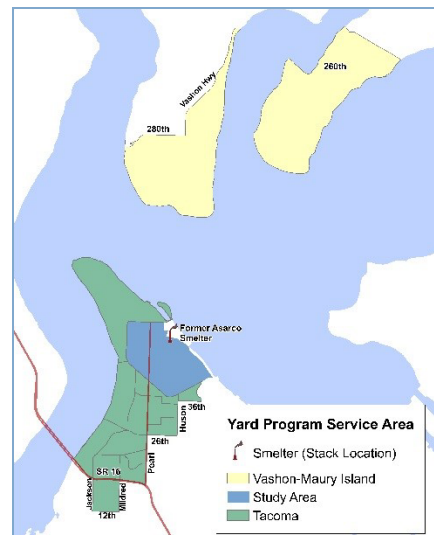 260th
Vashon Hwy
280th
Former Asarco
Smelter
36th
Huson
26th
Pearl
SR 16
Jackson
Mildred
12th
Yard Program Service Area
Smelter (Stack Location)
Vashon-Maury Island
Study Area
Tacoma